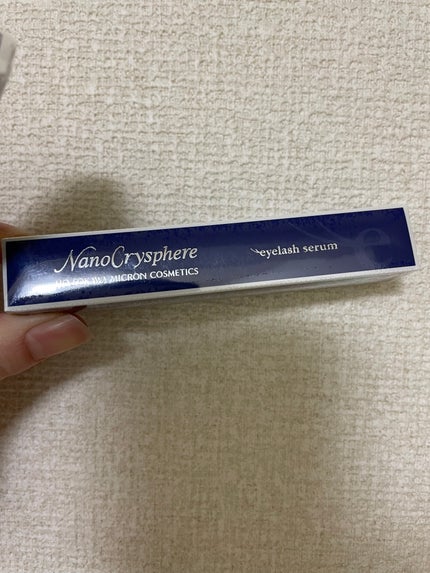 NanoCrysphere
HOSOKAWA MICRON COSMETICS
eyelash serum
e